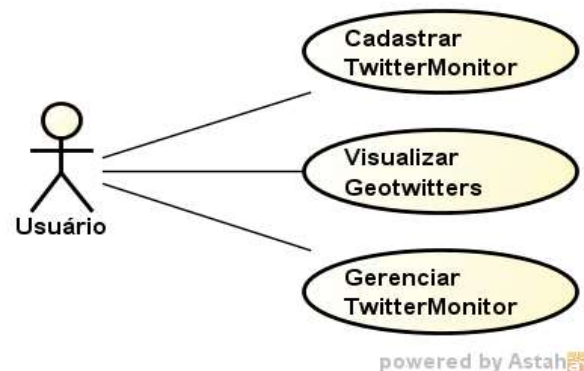 Cadastrar
TwitterMonitor
Visualizar
Geotwitters
Usuário
Gerenciar
TwitterMonitor
powered by Astah